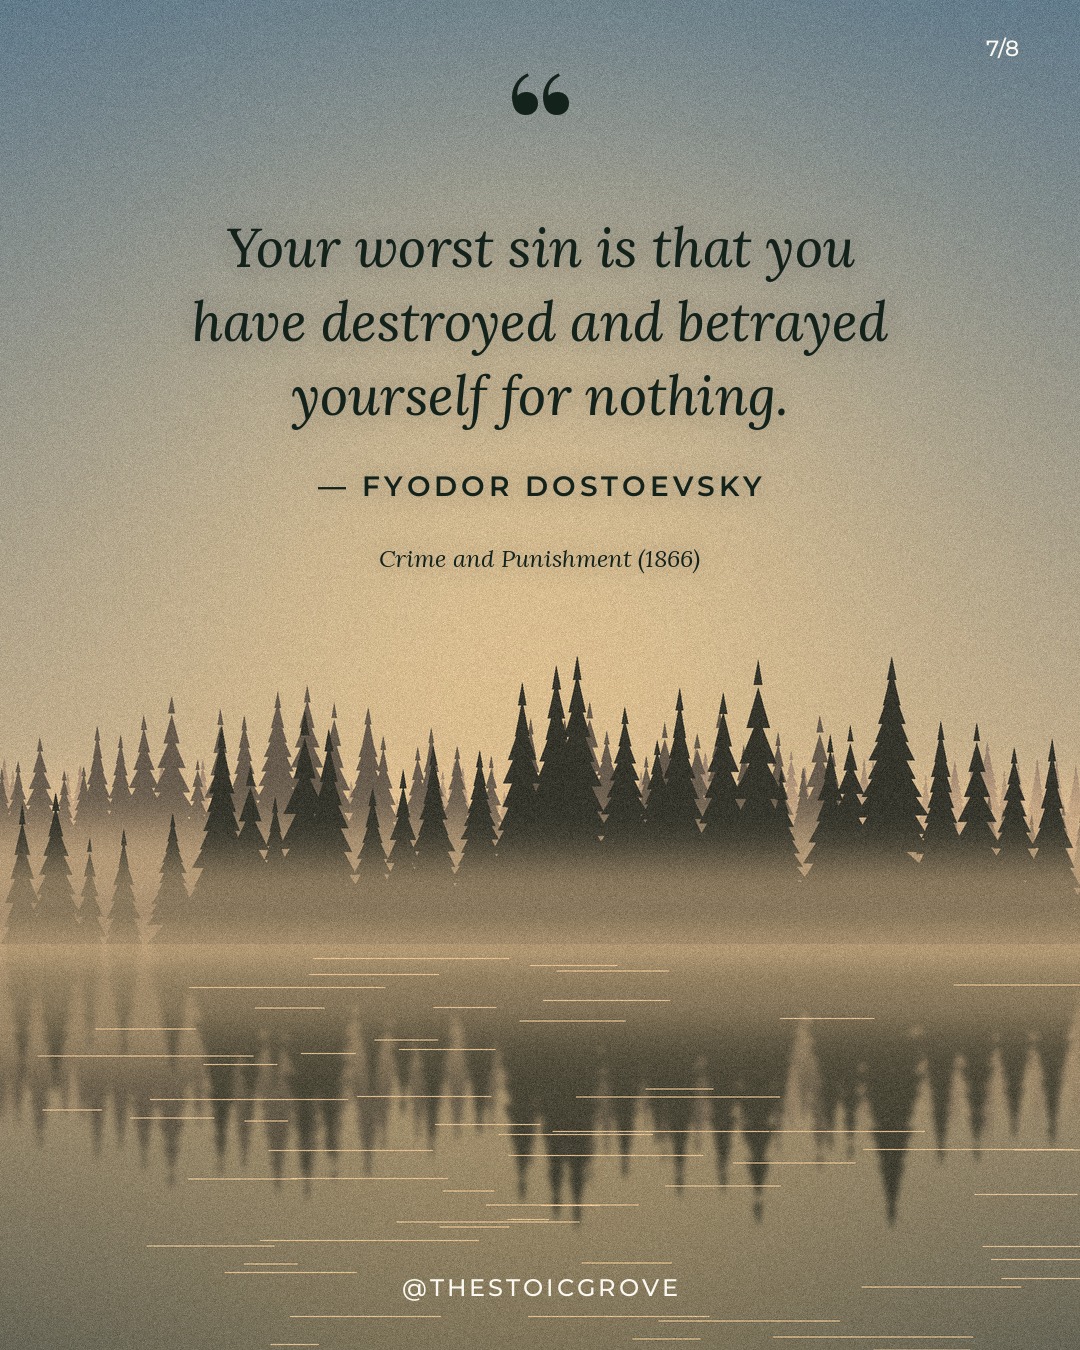 7/8
“
Your worst sin is that you
have destroyed and betrayed
yourself for nothing.
— FYODOR DOSTOEVSKY
Crime and Punishment (1866)
@THESTOICGROVE